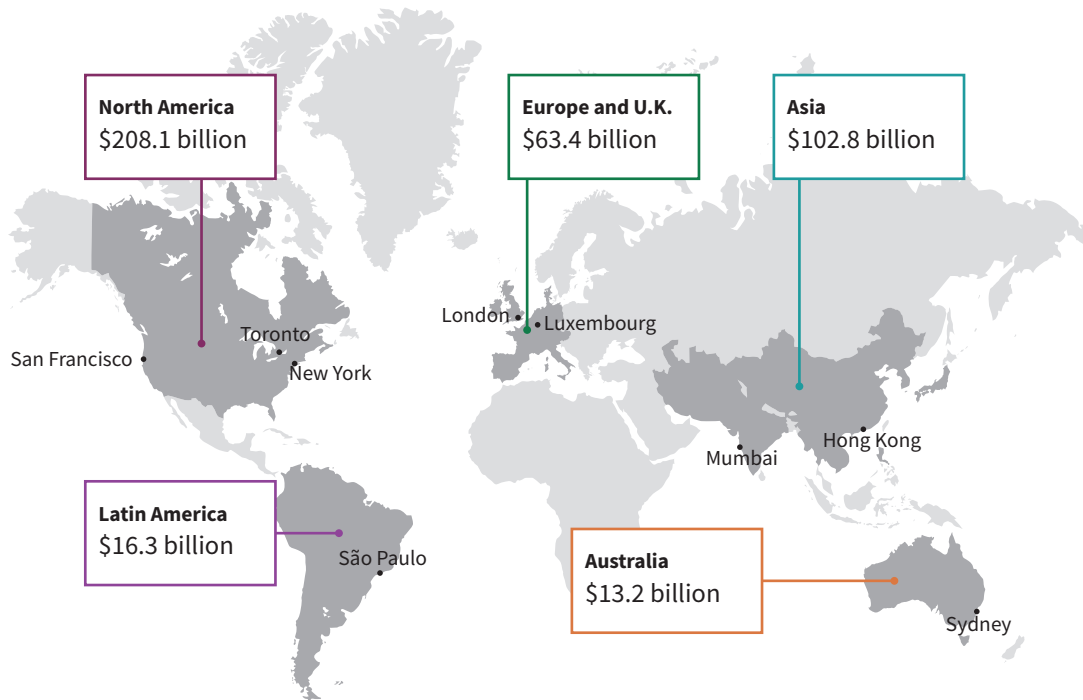 North America
$208.1 billion
Europe and U.K.
$63.4 billion
Asia
$102.8 billion
London
Luxembourg
Toronto
San Francisco
New York
Hong Kong
Mumbai
Latin America
$16.3 billion
São Paulo
Australia
$13.2 billion
Sydney